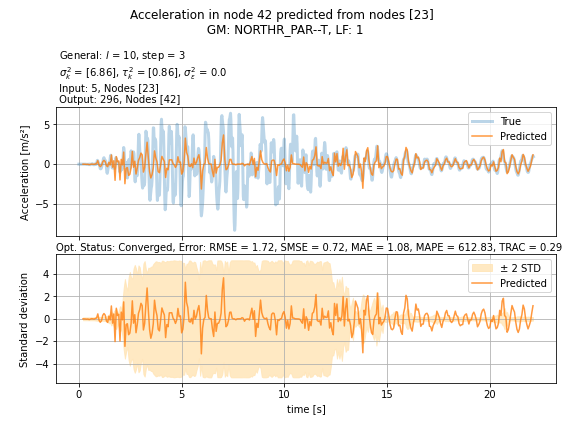 Acceleration in node 42 predicted from nodes [23]
GM: NORTHR_PAR--T, LF: 1
General: l = 10, step = 3
σ²ₖ = [6.86], τ²ₖ = [0.86], σ²ₑ = 0.0
Input: 5, Nodes [23]
Output: 296, Nodes [42]
True
Predicted
Acceleration [m/s²]
5
0
−5
Opt. Status: Converged, Error: RMSE = 1.72, SMSE = 0.72, MAE = 1.08, MAPE = 612.83, TRAC = 0.29
± 2 STD
Predicted
Standard deviation
4
2
0
−2
−4
0
5
10
15
20
time [s]